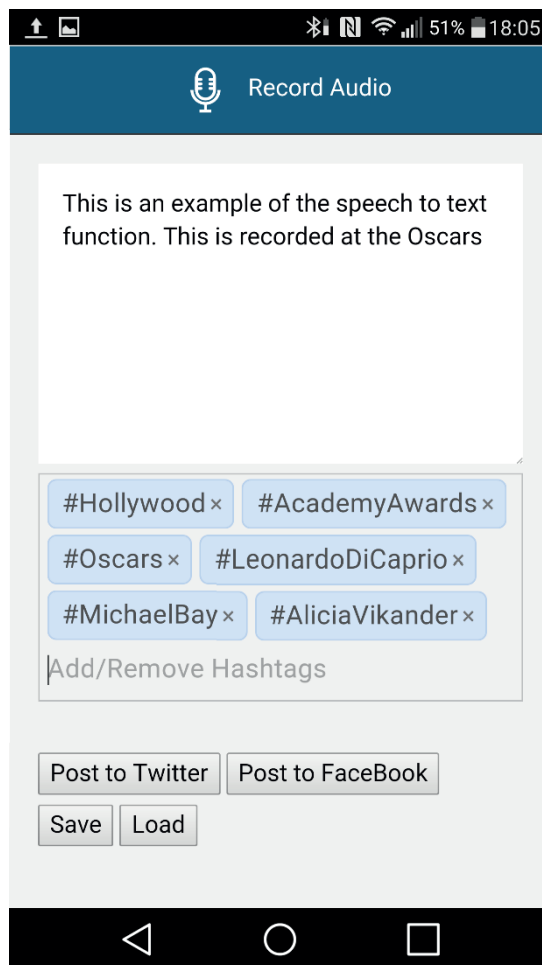 51% 18:05
Record Audio
This is an example of the speech to text
function. This is recorded at the Oscars
#Hollywood× #AcademyAwards×
#Oscars× #LeonardoDiCaprio×
#MichaelBay× #AliciaVikander×
Add/Remove Hashtags
Post to Twitter Post to FaceBook
Save Load